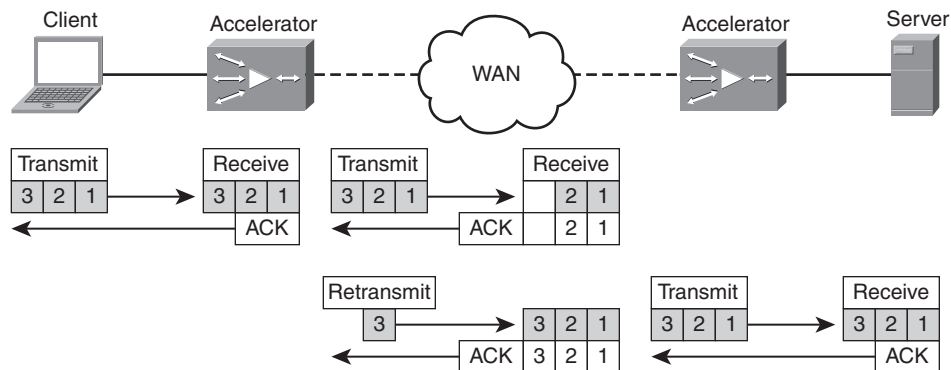 Client
Accelerator
Accelerator
Server
WAN
Transmit
Receive
Transmit
Receive
3 2 1
3 2 1
3 2 1
2 1
ACK
ACK 2 1
Retransmit
Transmit
Receive
3
3 2 1
3 2 1
3 2 1
ACK 3 2 1
ACK